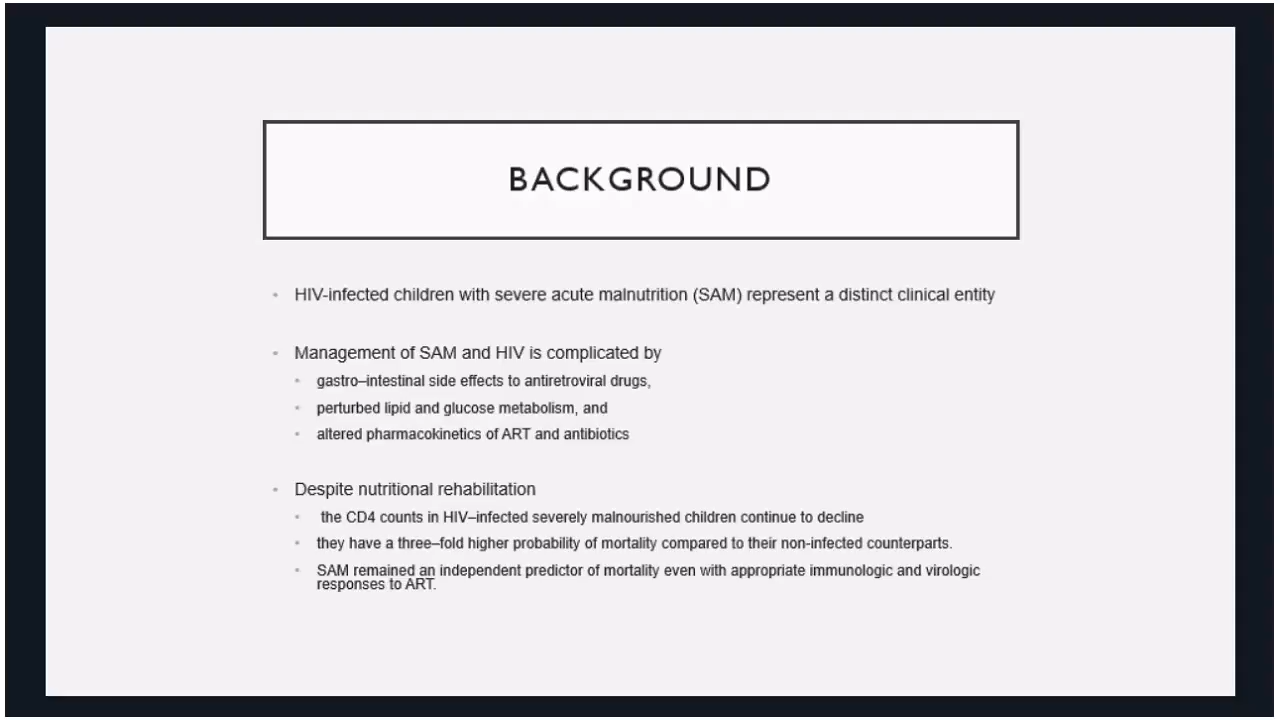 BACKGROUND
• HIV-infected children with severe acute malnutrition (SAM) represent a distinct clinical entity
• Management of SAM and HIV is complicated by
• gastro–intestinal side effects to antiretroviral drugs,
• perturbed lipid and glucose metabolism, and
• altered pharmacokinetics of ART and antibiotics
• Despite nutritional rehabilitation
• the CD4 counts in HIV–infected severely malnourished children continue to decline
• they have a three–fold higher probability of mortality compared to their non-infected counterparts.
• SAM remained an independent predictor of mortality even with appropriate immunologic and virologic
responses to ART.